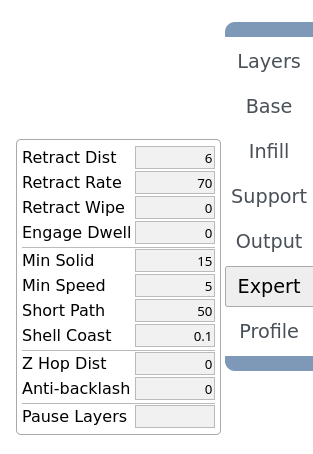 Layers
Base
Infill
Support
Output
Expert
Profile
Retract Dist 6
Retract Rate 70
Retract Wipe 0
Engage Dwell 0
Min Solid 15
Min Speed 5
Short Path 50
Shell Coast 0.1
Z Hop Dist 0
Anti-backlash 0
Pause Layers